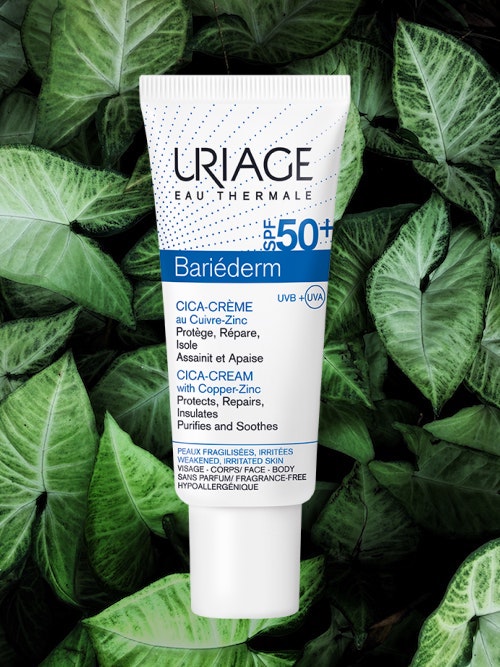 URIAGE
EAU THERMALE
SPF 50+
Bariéderm
UVB + UVA
CICA-CRÈME
au Cuivre-Zinc
Protège, Répare,
Isole
Assainit et Apaise
CICA-CREAM
with Copper-Zinc
Protects, Repairs,
Insulates
Purifies and Soothes
PEAUX FRAGILISÉES, IRRITÉES
WEAKENED, IRRITATED SKIN
VISAGE - CORPS/ FACE - BODY
SANS PARFUM/ FRAGRANCE-FREE
HYPOALLERGÉNIQUE